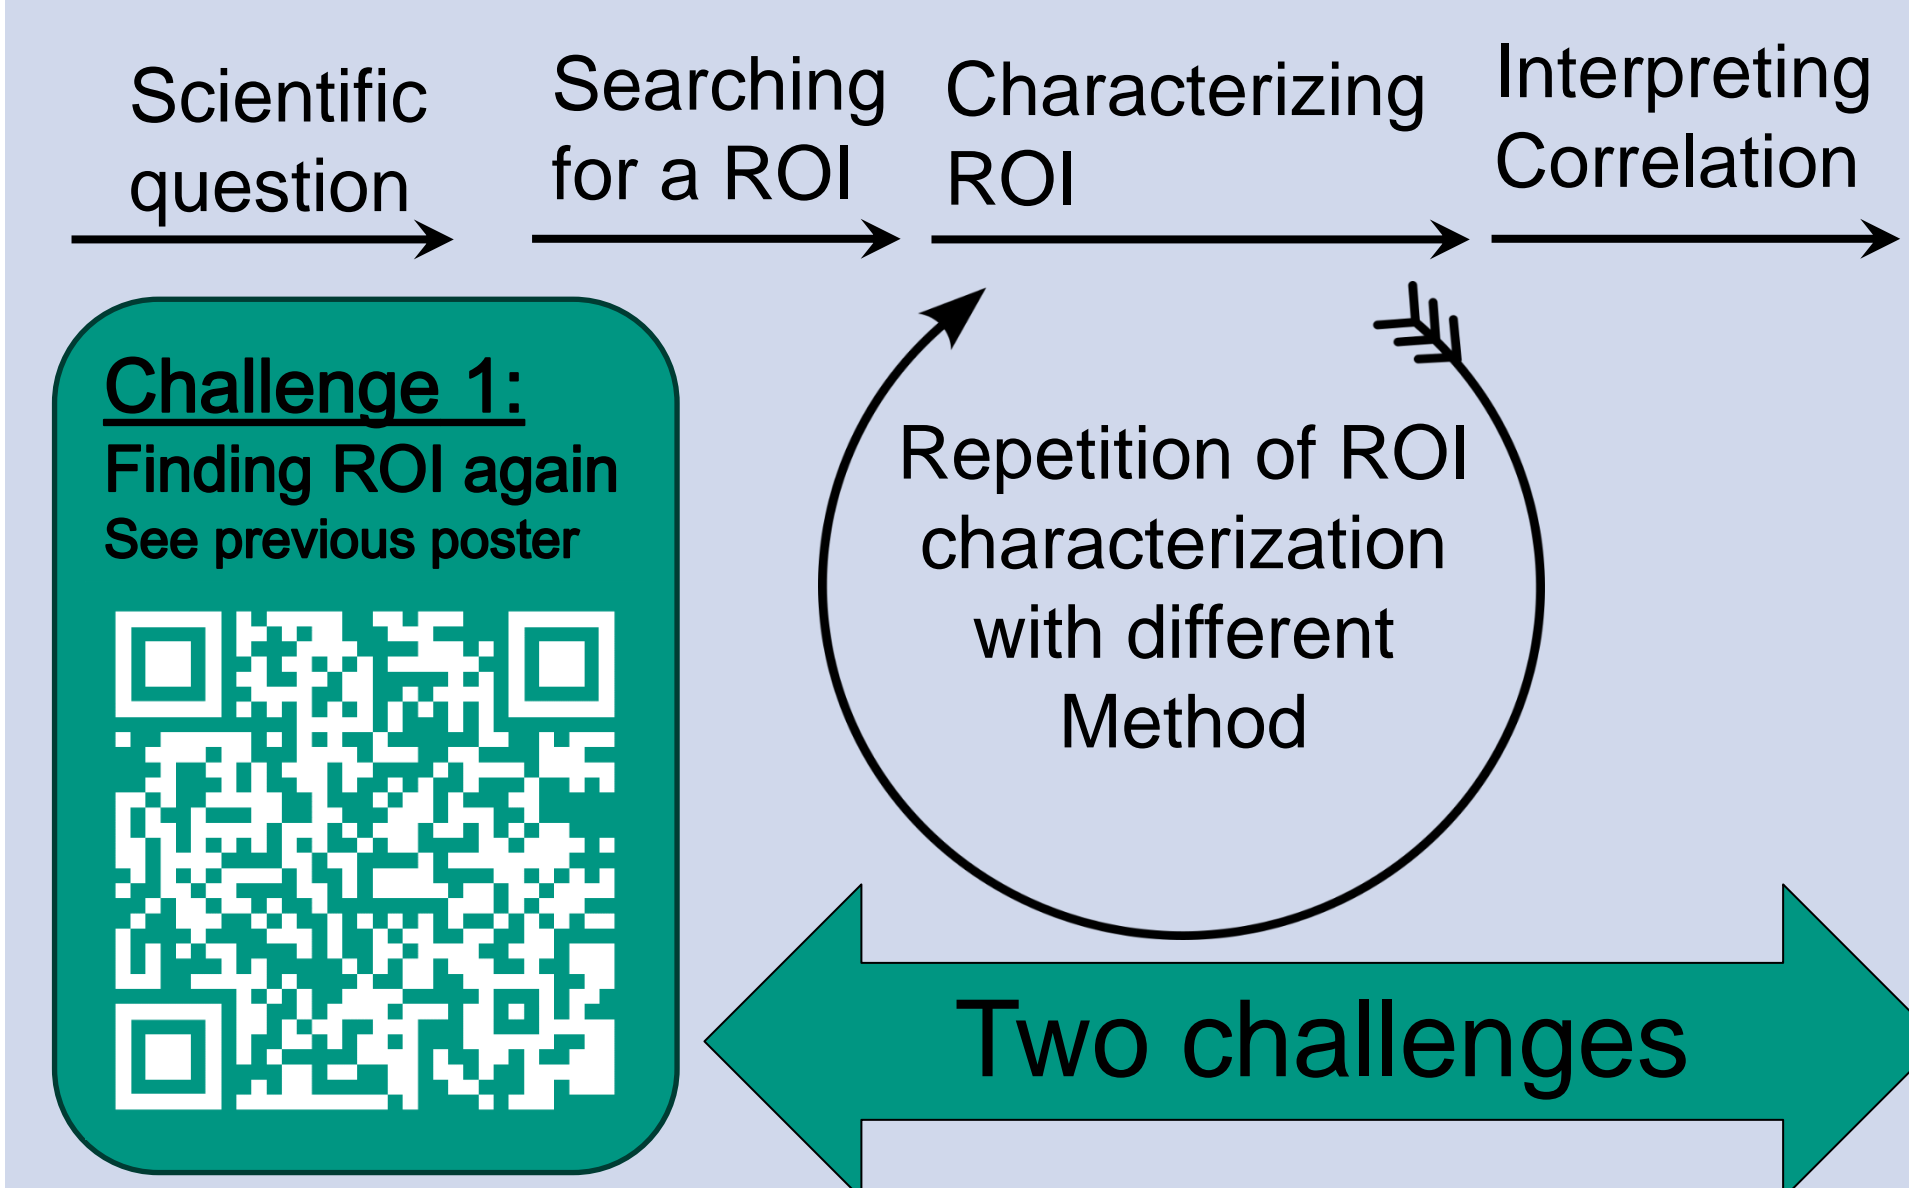 Scientific
question
Searching
for a ROI
Characterizing
ROI
Interpreting
Correlation
Challenge 1:
Finding ROI again
See previous poster
Repetition of ROI
characterization
with different
Method
Two challenges